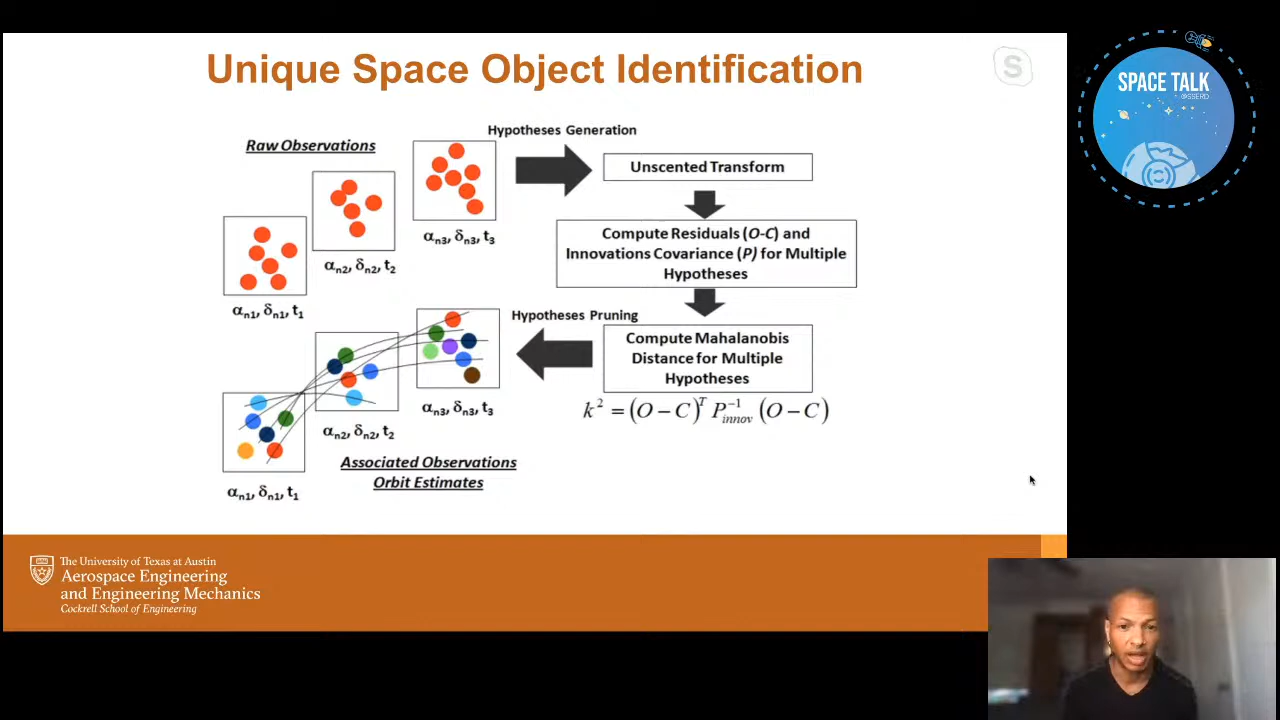 Unique Space Object Identification
S
SPACE TALK
@SSERD
Raw Observations
Hypotheses Generation
Unscented Transform
αn3, δn3, t3
αn2, δn2, t2
αn1, δn1, t1
Compute Residuals (O-C) and
Innovations Covariance (P) for Multiple
Hypotheses
Hypotheses Pruning
Compute Mahalanobis
Distance for Multiple
Hypotheses
k² = (O – C)ᵀ P⁻¹innov (O – C)
αn3, δn3, t3
αn2, δn2, t2
αn1, δn1, t1
Associated Observations
Orbit Estimates
The University of Texas at Austin
Aerospace Engineering
and Engineering Mechanics
Cockrell School of Engineering